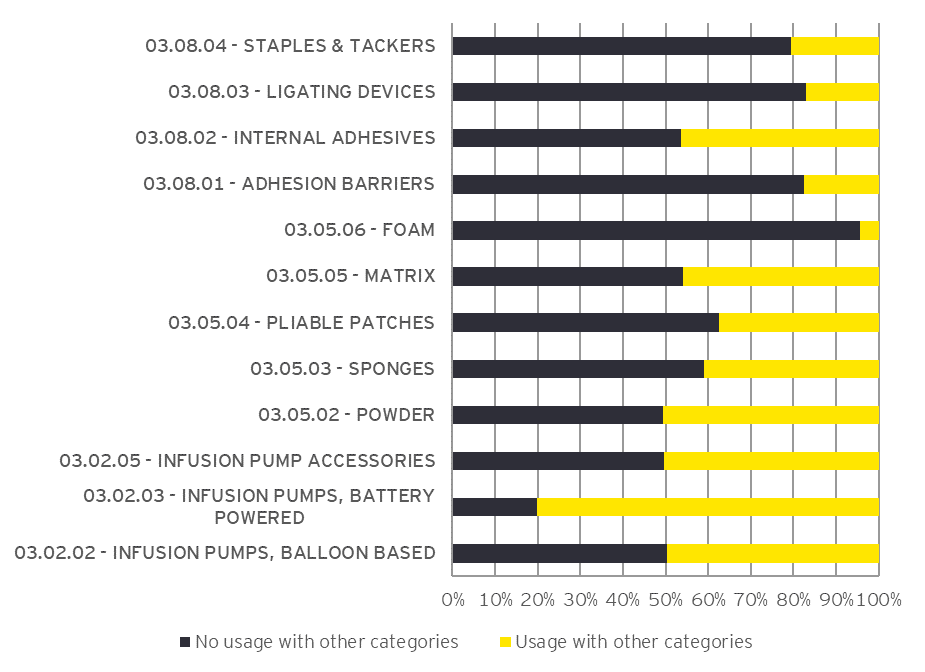 03.08.04 - STAPLES & TACKERS
03.08.03 - LIGATING DEVICES
03.08.02 - INTERNAL ADHESIVES
03.08.01 - ADHESION BARRIERS
03.05.06 - FOAM
03.05.05 - MATRIX
03.05.04 - PLIABLE PATCHES
03.05.03 - SPONGES
03.05.02 - POWDER
03.02.05 - INFUSION PUMP ACCESSORIES
03.02.03 - INFUSION PUMPS, BATTERY
POWERED
03.02.02 - INFUSION PUMPS, BALLOON BASED
0% 10% 20% 30% 40% 50% 60% 70% 80% 90% 100%
No usage with other categories Usage with other categories